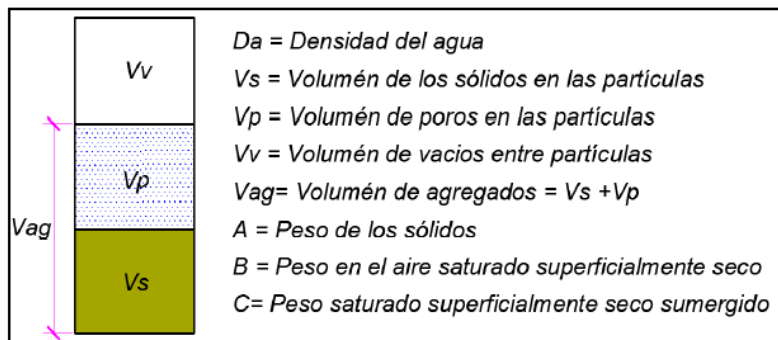 Vv
Vp
Vag
Vs
Da = Densidad del agua
Vs = Volumén de los sólidos en las partículas
Vp = Volumén de poros en las partículas
Vv = Volumén de vacios entre partículas
Vag= Volumén de agregados = Vs +Vp
A = Peso de los sólidos
B = Peso en el aire saturado superficialmente seco
C= Peso saturado superficialmente seco sumergido